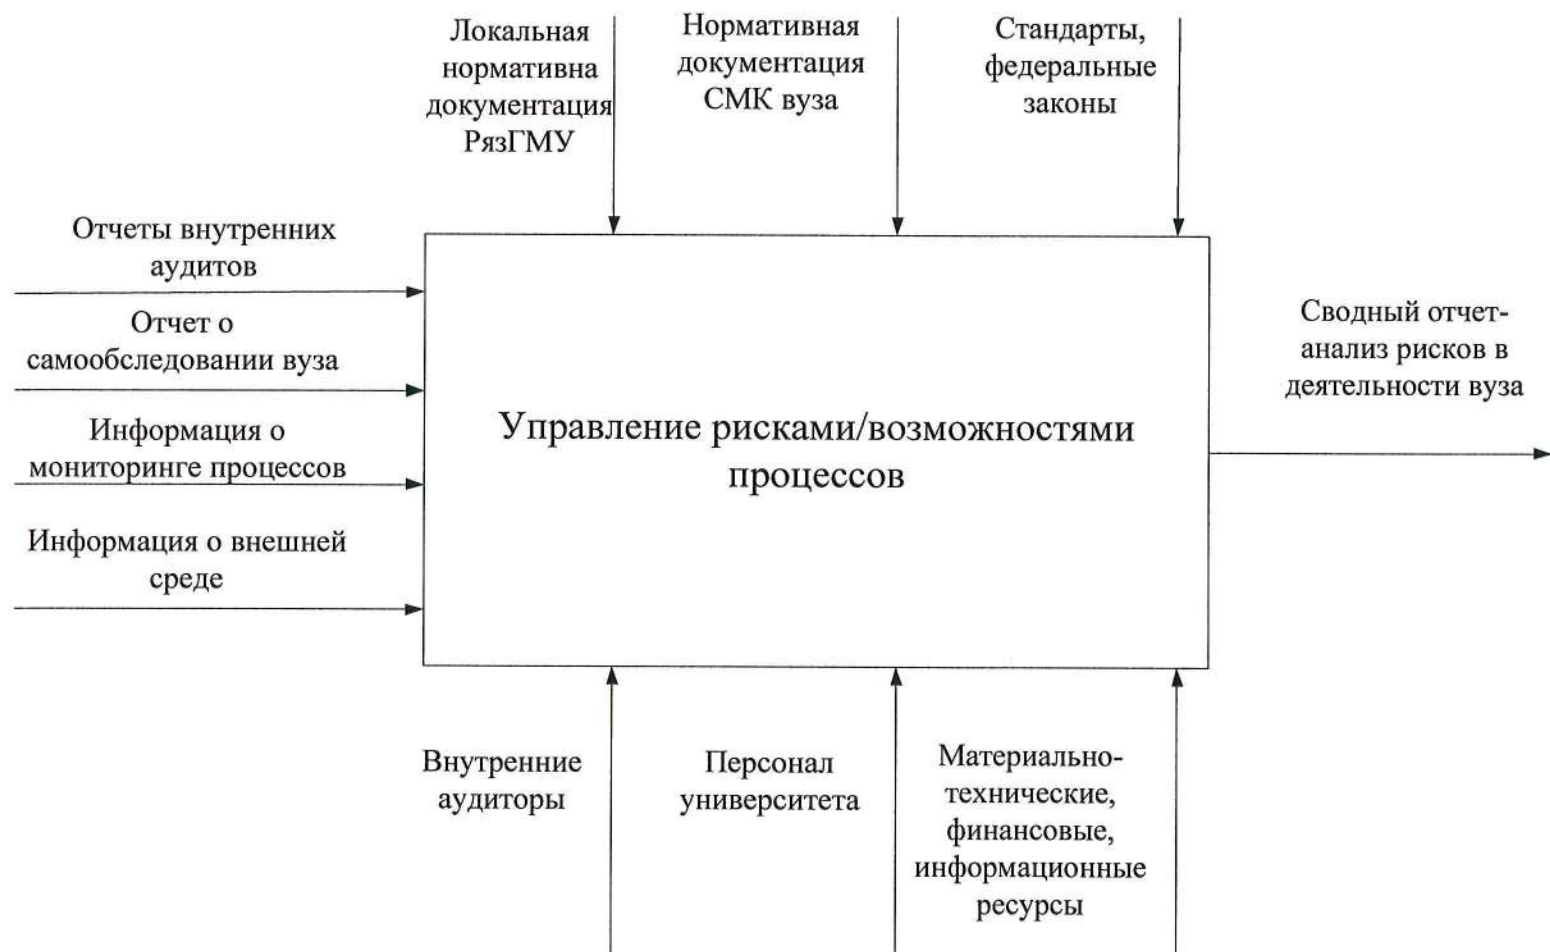 Локальная
нормативна
документация
РязГМУ
Нормативная
документация
СМК вуза
Стандарты,
федеральные
законы
Отчеты внутренних
аудитов
Отчет о
самообследовании вуза
Информация о
мониторинге процессов
Информация о внешней
среде
Управление рисками/возможностями
процессов
Сводный отчет-
анализ рисков в
деятельности вуза
Внутренние
аудиторы
Персонал
университета
Материально-
технические,
финансовые,
информационные
ресурсы